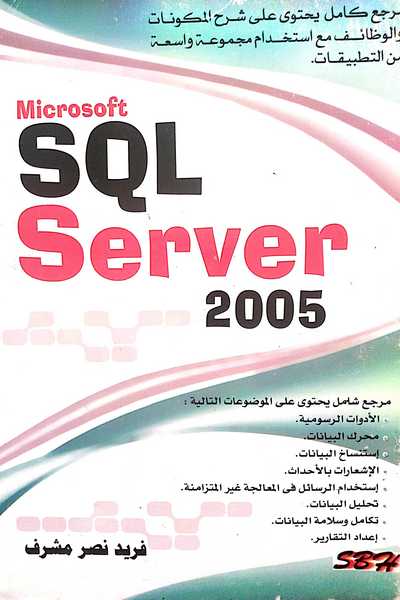 مرجع كامل يحتوى على شرح المكونات
والوظائف مع استخدام مجموعة واسعة
من التطبيقات.
Microsoft
SQL
Server
2005
مرجع شامل يحتوى على الموضوعات التالية :
• الأدوات الرسومية.
• محرك البيانات.
• إستنساخ البيانات.
• الإشعارات بالأحداث.
• إستخدام الرسائل فى المعالجة غير المتزامنة.
• تحليل البيانات.
• تكامل وسلامة البيانات.
• إعداد التقارير.
فريد نصر مشرف
SBH